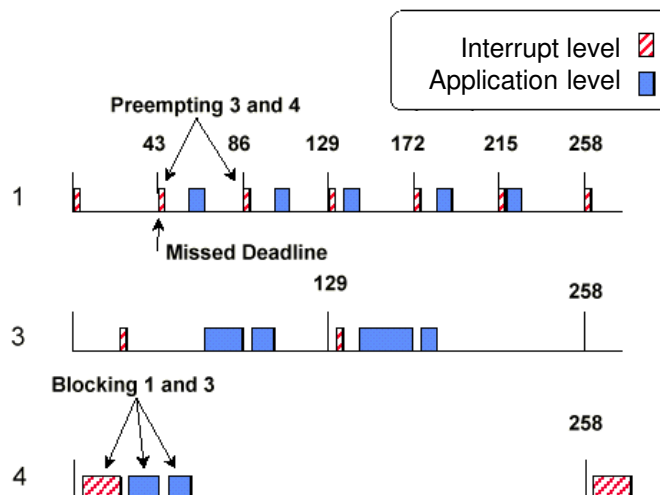 Interrupt level
Application level
Preempting 3 and 4
43 86 129 172 215 258
1
Missed Deadline
129 258
3
Blocking 1 and 3
258
4